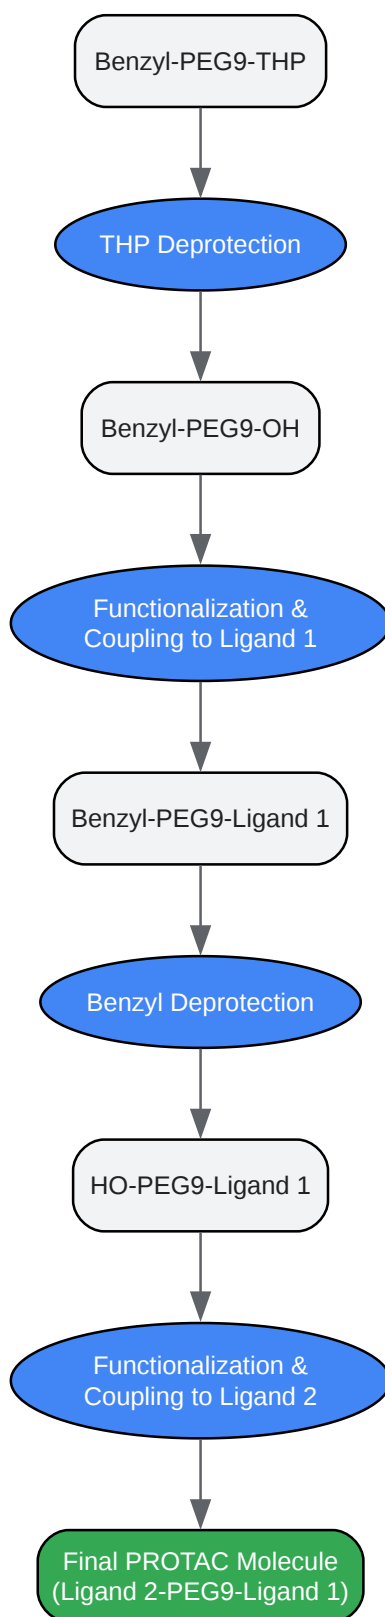 Benzyl-PEG9-THP
THP Deprotection
Benzyl-PEG9-OH
Functionalization &
Coupling to Ligand 1
Benzyl-PEG9-Ligand 1
Benzyl Deprotection
HO-PEG9-Ligand 1
Functionalization &
Coupling to Ligand 2
Final PROTAC Molecule
(Ligand 2-PEG9-Ligand 1)